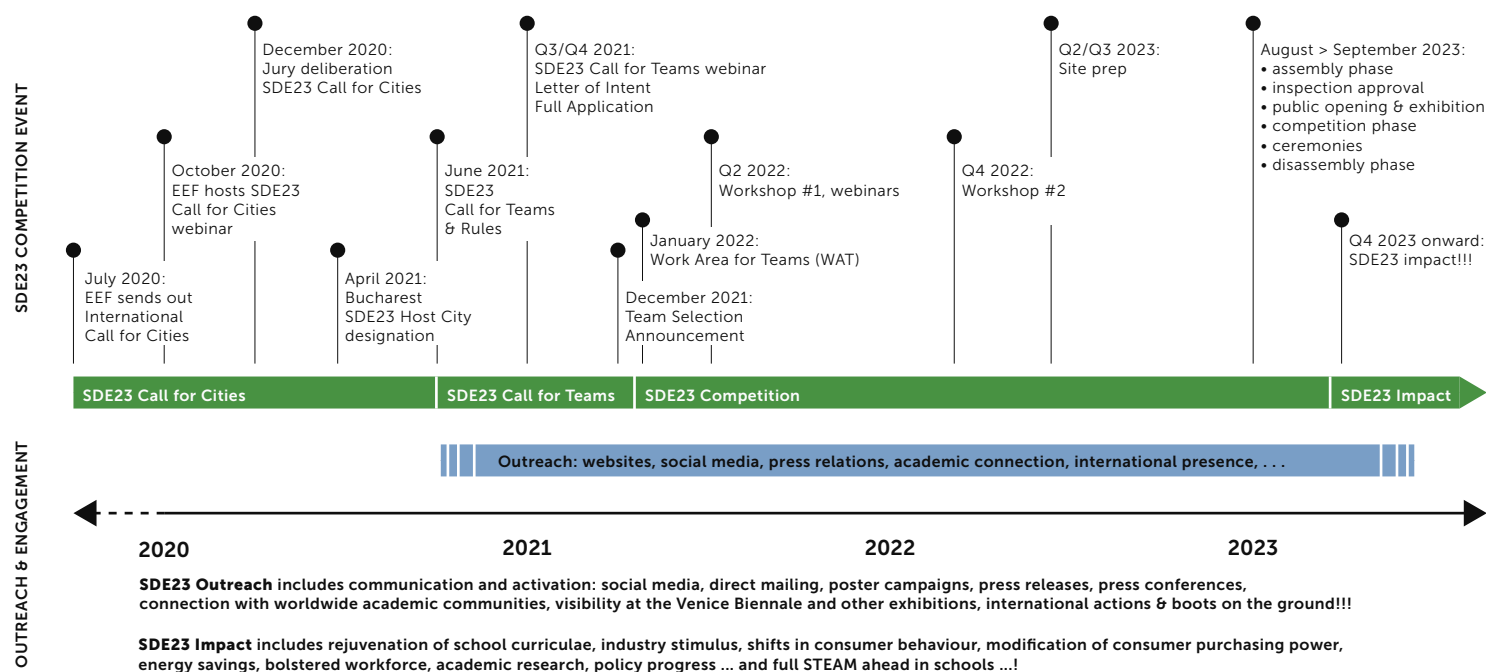 SDE23 COMPETITION EVENT
December 2020:
Jury deliberation
SDE23 Call for Cities
Q3/Q4 2021:
SDE23 Call for Teams webinar
Letter of Intent
Full Application
Q2/Q3 2023:
Site prep
August > September 2023:
• assembly phase
• inspection approval
• public opening & exhibition
• competition phase
• ceremonies
• disassembly phase
October 2020:
EEF hosts SDE23
Call for Cities
webinar
June 2021:
SDE23
Call for Teams
& Rules
Q2 2022:
Workshop #1, webinars
Q4 2022:
Workshop #2
January 2022:
Work Area for Teams (WAT)
Q4 2023 onward:
SDE23 impact!!!
July 2020:
EEF sends out
International
Call for Cities
April 2021:
Bucharest
SDE23 Host City
designation
December 2021:
Team Selection
Announcement
SDE23 Call for Cities
SDE23 Call for Teams
SDE23 Competition
SDE23 Impact
OUTREACH & ENGAGEMENT
Outreach: websites, social media, press relations, academic connection, international presence, . . .
2020
2021
2022
2023
SDE23 Outreach includes communication and activation: social media, direct mailing, poster campaigns, press releases, press conferences,
connection with worldwide academic communities, visibility at the Venice Biennale and other exhibitions, international actions & boots on the ground!!!
SDE23 Impact includes rejuvenation of school curriculae, industry stimulus, shifts in consumer behaviour, modification of consumer purchasing power,
energy savings, bolstered workforce, academic research, policy progress ... and full STEAM ahead in schools ...!